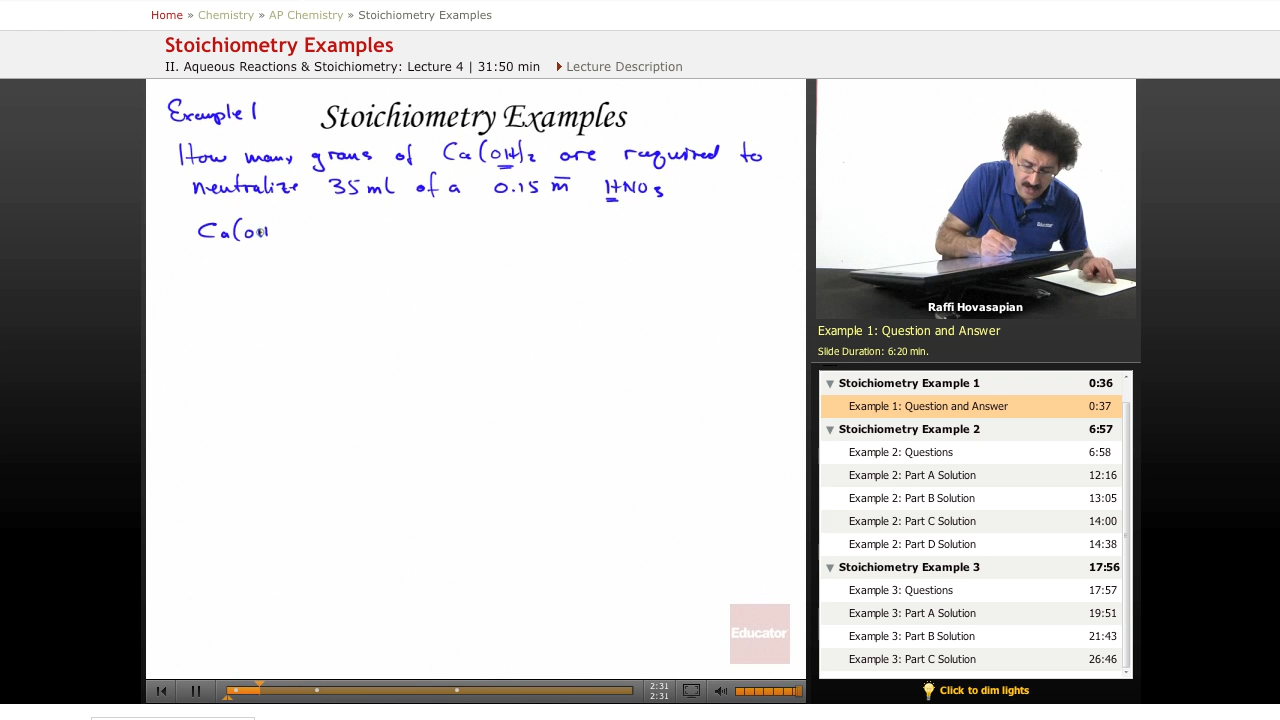 Home » Chemistry » AP Chemistry » Stoichiometry Examples
Stoichiometry Examples
II. Aqueous Reactions & Stoichiometry: Lecture 4 | 31:50 min Lecture Description
Example 1
Stoichiometry Examples
How many grams of Ca(OH)2 are required to
neutralize 35 ml of a 0.15 m HNO3
Ca(OH
Educator
Educator
Raffi Hovasapian
Example 1: Question and Answer
Slide Duration: 6:20 min.
Stoichiometry Example 1 0:36
Example 1: Question and Answer 0:37
Stoichiometry Example 2 6:57
Example 2: Questions 6:58
Example 2: Part A Solution 12:16
Example 2: Part B Solution 13:05
Example 2: Part C Solution 14:00
Example 2: Part D Solution 14:38
Stoichiometry Example 3 17:56
Example 3: Questions 17:57
Example 3: Part A Solution 19:51
Example 3: Part B Solution 21:43
Example 3: Part C Solution 26:46
2:31
2:31
Click to dim lights